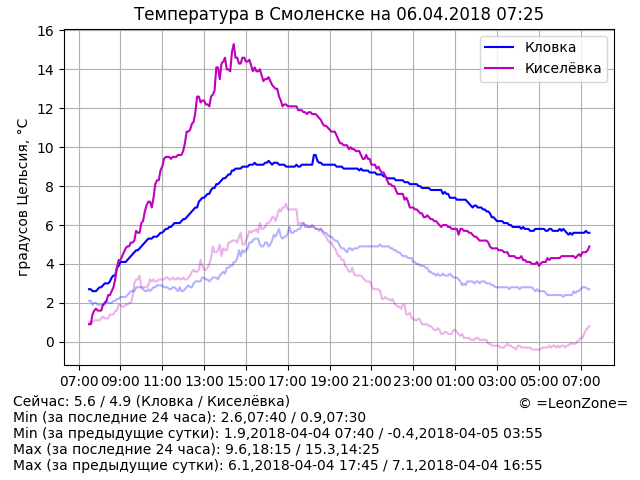 Температура в Смоленске на 06.04.2018 07:25
градусов Цельсия, °C
16
14
12
10
8
6
4
2
0
Кловка
Киселёвка
07:00 09:00 11:00 13:00 15:00 17:00 19:00 21:00 23:00 01:00 03:00 05:00 07:00
Сейчас: 5.6 / 4.9 (Кловка / Киселёвка)
© =LeonZone=
Min (за последние 24 часа): 2.6,07:40 / 0.9,07:30
Min (за предыдущие сутки): 1.9,2018-04-04 07:40 / -0.4,2018-04-05 03:55
Max (за последние 24 часа): 9.6,18:15 / 15.3,14:25
Max (за предыдущие сутки): 6.1,2018-04-04 17:45 / 7.1,2018-04-04 16:55